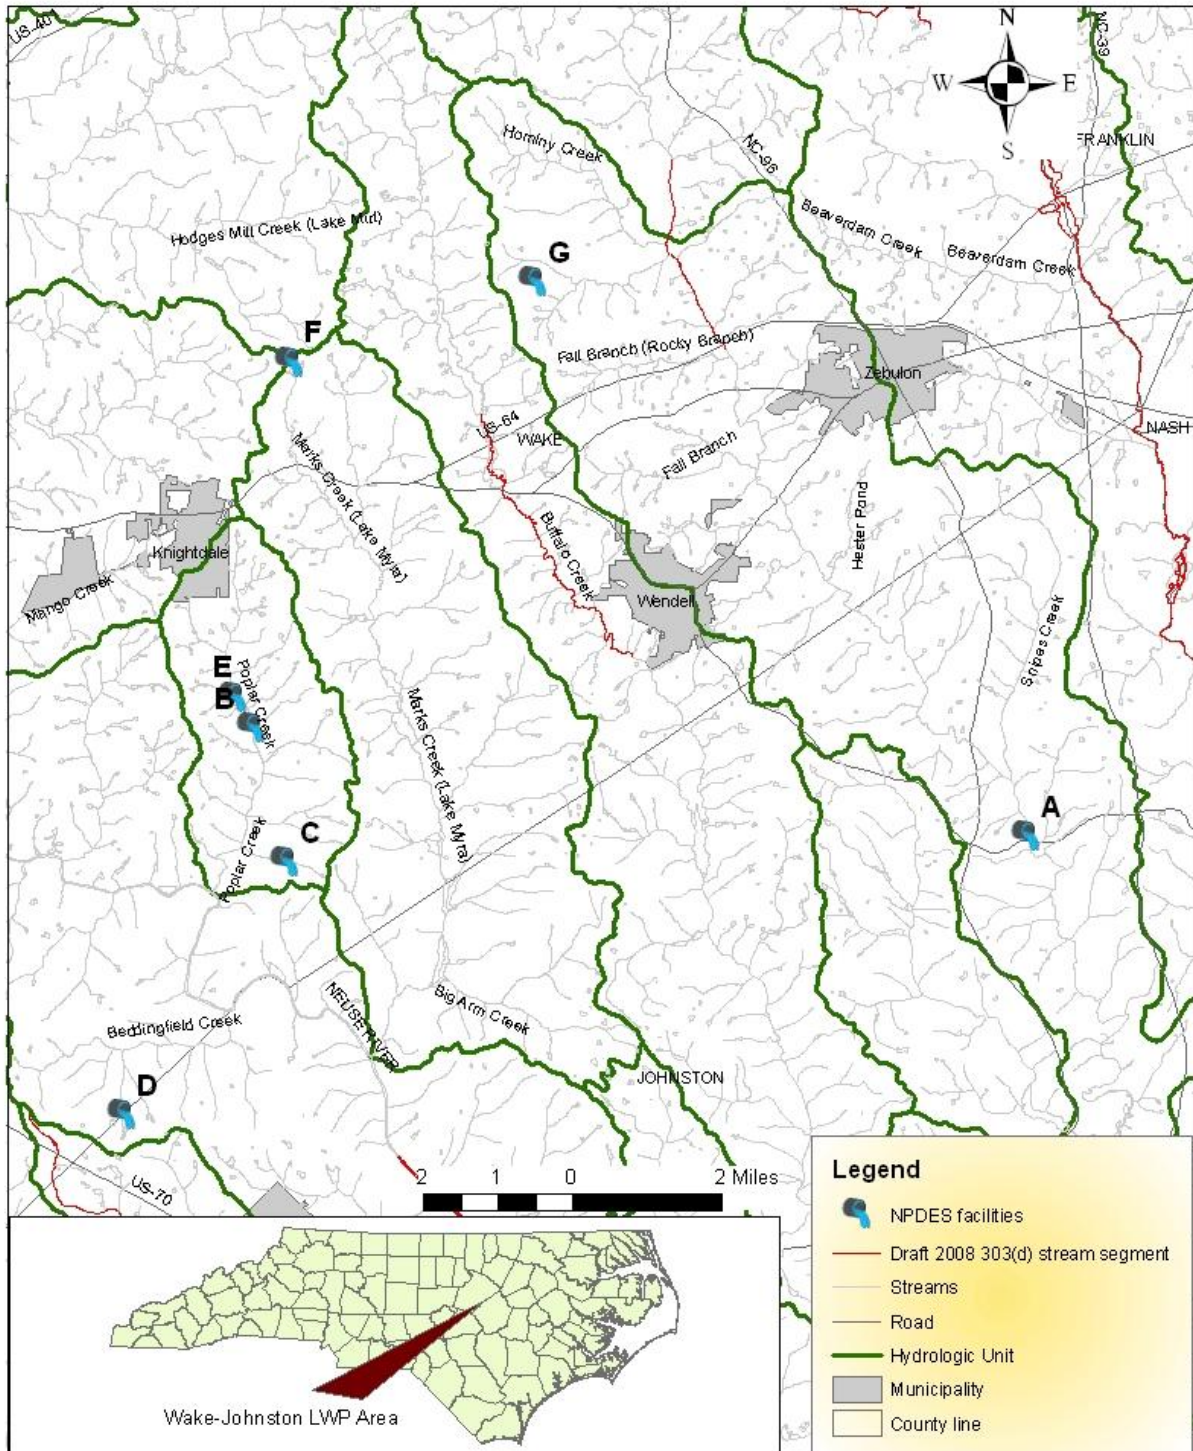 US-401
N
NC-39
W E
S
FRANKLIN
Hominy Creek
NC-96
Hodges Mill Creek (Lake Mirl)
Beaverdam Creek
Beaverdam Creek
G
F
Fall Branch (Rocky Branch)
Zebulon
US-64
WAKE
NASH
Fall Branch
Marks Creek (Lake Myra)
Hester Pond
Buffalo Creek
Knightdale
Mango Creek
Wendell
Snipes Creek
E
B
Poplar Creek
Marks Creek (Lake Myra)
A
C
Poplar Creek
NEUSE RIVER
Big Arm Creek
Beddingfield Creek
JOHNSTON
D
US-70
2 1 0 2 Miles
Legend
NPDES facilities
Draft 2008 303(d) stream segment
Streams
Road
Hydrologic Unit
Municipality
County line
Wake-Johnston LWP Area